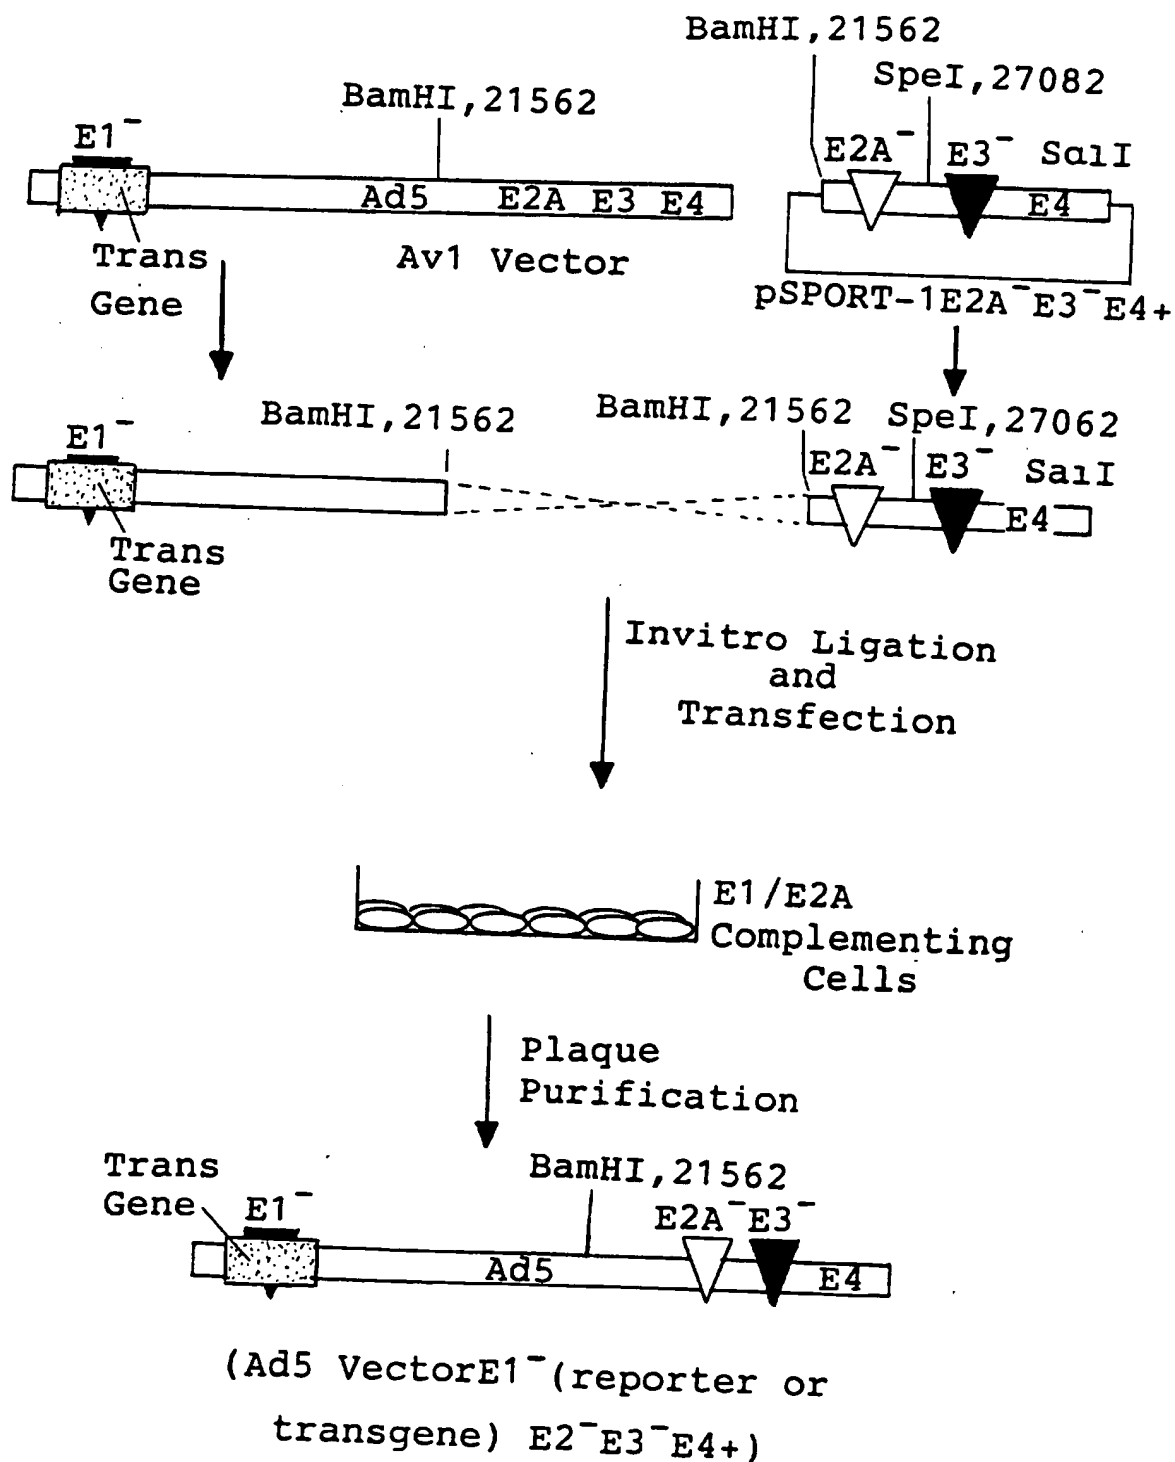 BamHI,21562
SpeI,27082
BamHI,21562
E1⁻
E2A⁻
E3⁻
SalI
Ad5
E2A
E3
E4
E4
Trans
Gene
Av1 Vector
pSPORT-1E2A⁻E3⁻E4+
BamHI,21562
BamHI,21562
SpeI,27062
E1⁻
E2A⁻
E3⁻
SalI
E4
Trans
Gene
Invitro Ligation
and
Transfection
E1/E2A
Complementing
Cells
Plaque
Purification
Trans
Gene
E1⁻
BamHI,21562
E2A⁻E3⁻
Ad5
E4
(Ad5 VectorE1⁻(reporter or
transgene) E2⁻E3⁻E4+)